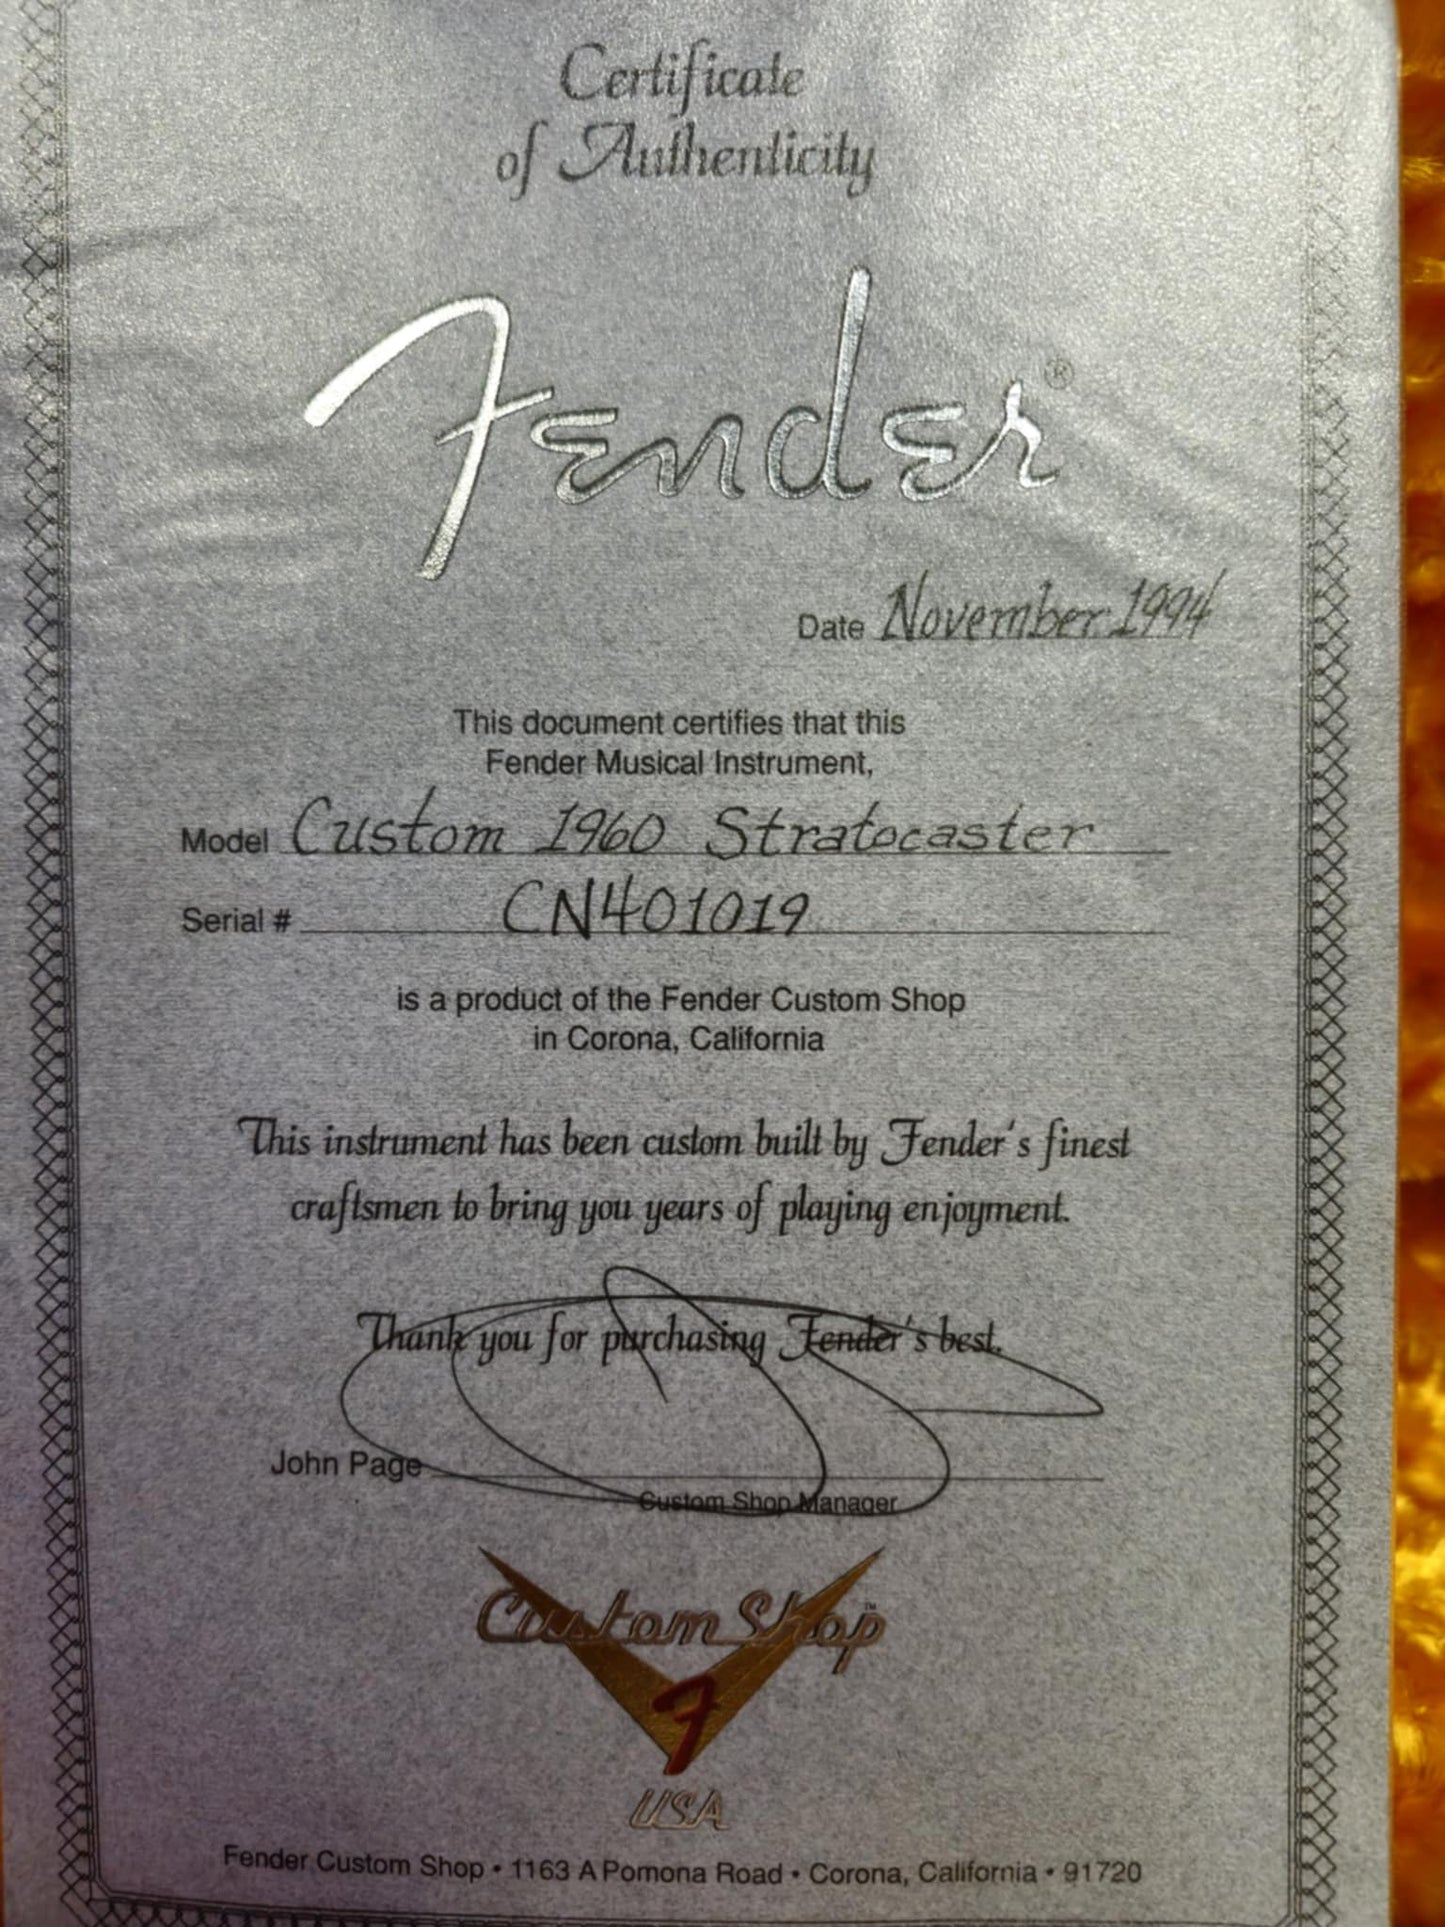 Certificate
of Authenticity
Fender®
Date November 1994
This document certifies that this
Fender Musical Instrument,
Model Custom 1960 Stratocaster
Serial # CN401019
is a product of the Fender Custom Shop
in Corona, California
This instrument has been custom built by Fender's finest
craftsmen to bring you years of playing enjoyment.
Thank you for purchasing Fender's best.
John Page
Custom Shop Manager
Custom Shop™
F
USA
Fender Custom Shop • 1163 A Pomona Road • Corona, California • 91720